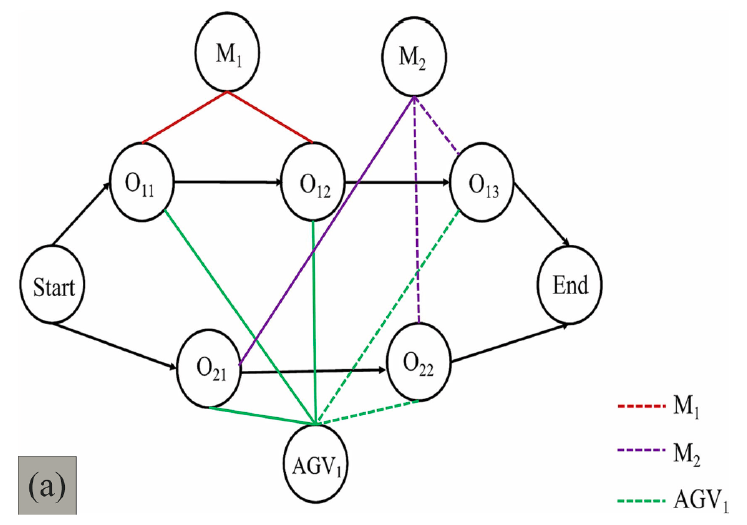 M₁
M₂
O₁₁
O₁₂
O₁₃
Start
End
O₂₁
O₂₂
AGV₁
M₁
M₂
AGV₁
(a)